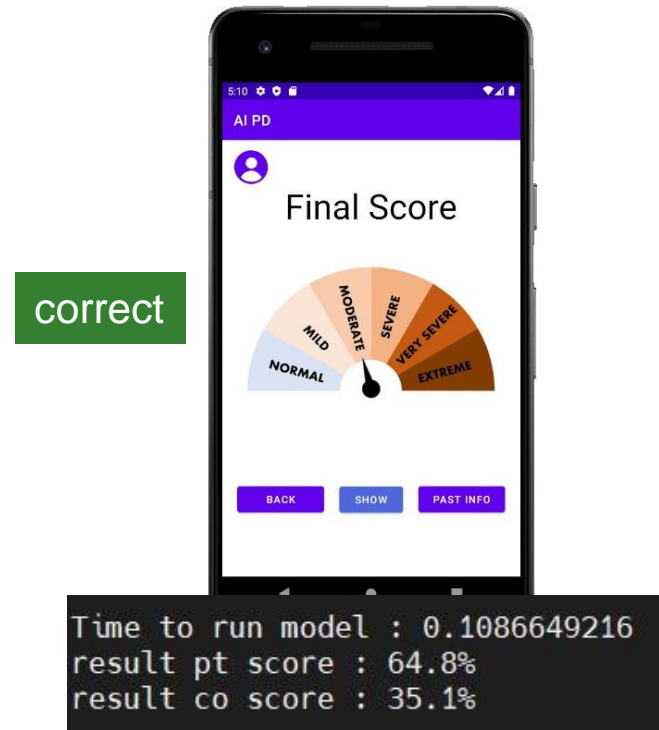 5:10
AI PD
Final Score
correct
NORMAL
MILD
MODERATE
SEVERE
VERY SEVERE
EXTREME
BACK SHOW PAST INFO
Time to run model : 0.1086649216
result pt score : 64.8%
result co score : 35.1%